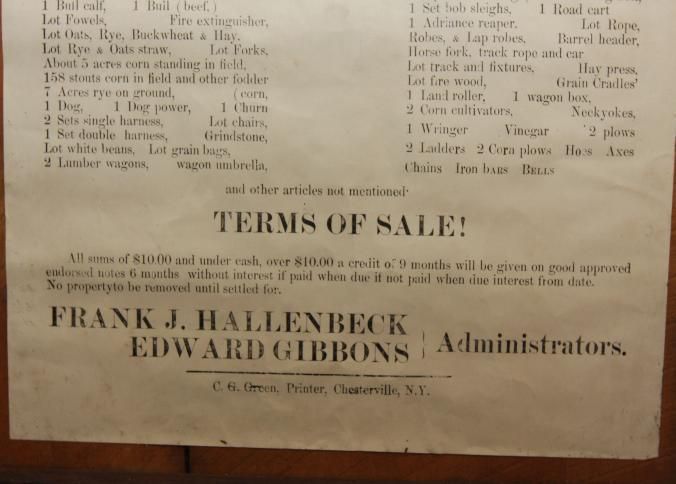 1 Bull calf, 1 Bull (beef,)
Lot Fowels, Fire extinguisher,
Lot Oats, Rye, Buckwheat & Hay.
Lot Rye & Oats straw, Lot Forks,
About 5 acres corn standing in field,
158 stouts corn in field and other fodder
7 Acres rye on ground, (corn,
1 Dog, 1 Dog power, 1 Churn
2 Sets single harness, Lot chairs,
1 Set double harness, Grindstone,
Lot white beans, Lot grain bags,
2 Lumber wagons, wagon umbrella,
1 Set bob sleighs, 1 Road cart
1 Adriance reaper. Lot Rope,
Robes, & Lap robes, Barrel header,
Horse fork, track rope and car
Lot track and fixtures, Hay press,
Lot fire wood, Grain Cradles'
1 Land roller, 1 wagon box,
2 Corn cultivators, Neckyokes,
1 Wringer Vinegar 2 plows
2 Ladders 2 Corn plows Hoes Axes
Chains Iron bars Bells
and other articles not mentioned.
TERMS OF SALE!
All sums of $10.00 and under cash, over $10.00 a credit of 9 months will be given on good approved
endorsed notes 6 months without interest if paid when due if not paid when due interest from date.
No propertyto be removed until settled for.
FRANK J. HALLENBECK
EDWARD GIBBONS } Administrators.
C. G. Green, Printer, Chesterville, N.Y.